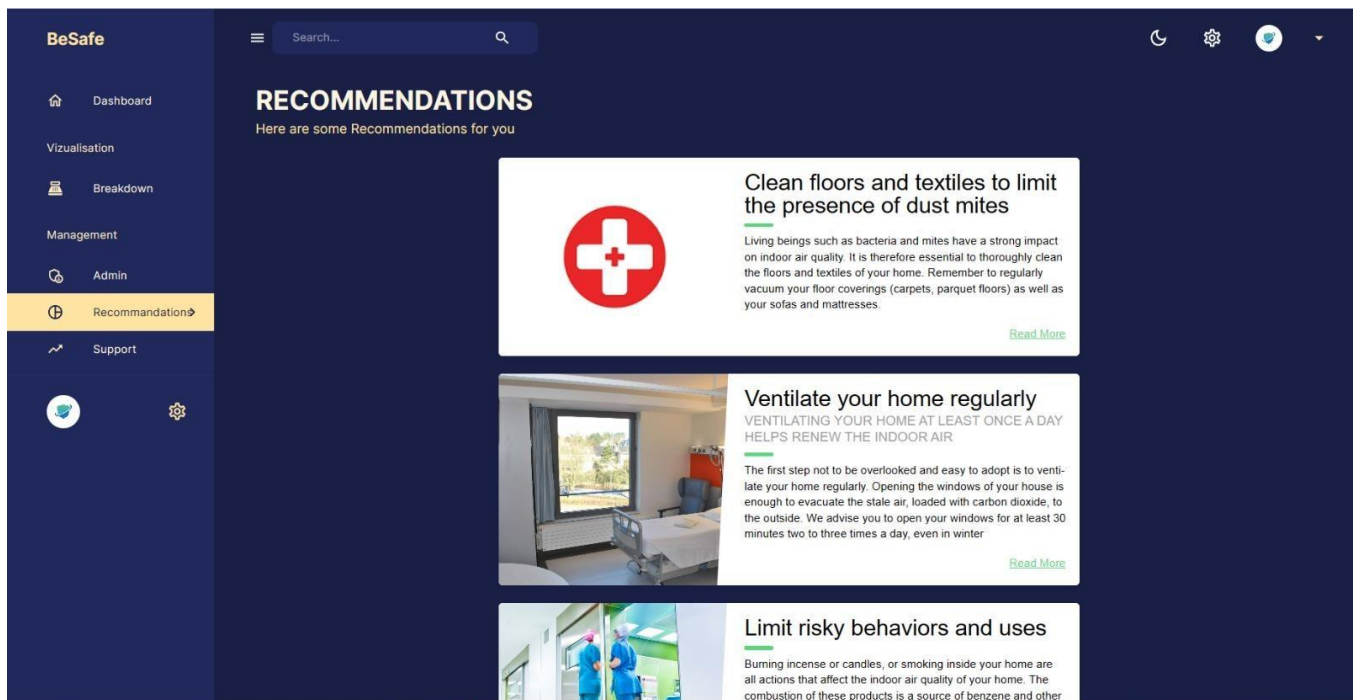 BeSafe
Search...
Dashboard
Vizualisation
Breakdown
Management
Admin
Recommandations
Support
RECOMMENDATIONS
Here are some Recommendations for you
Clean floors and textiles to limit
the presence of dust mites
Living beings such as bacteria and mites have a strong impact
on indoor air quality. It is therefore essential to thoroughly clean
the floors and textiles of your home. Remember to regularly
vacuum your floor coverings (carpets, parquet floors) as well as
your sofas and mattresses.
Read More
Ventilate your home regularly
VENTILATING YOUR HOME AT LEAST ONCE A DAY
HELPS RENEW THE INDOOR AIR
The first step not to be overlooked and easy to adopt is to venti-
late your home regularly. Opening the windows of your house is
enough to evacuate the stale air, loaded with carbon dioxide, to
the outside. We advise you to open your windows for at least 30
minutes two to three times a day, even in winter
Read More
Limit risky behaviors and uses
Burning incense or candles, or smoking inside your home are
all actions that affect the indoor air quality of your home. The
combustion of these products is a source of benzene and other